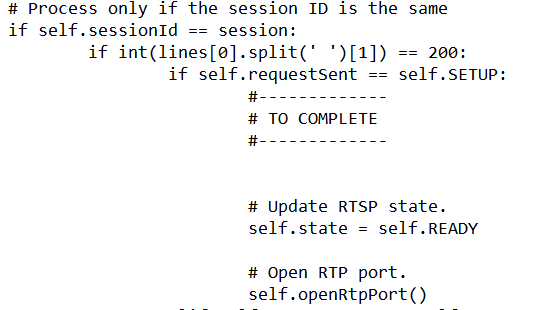 # Process only if the session ID is the same
if self.sessionId == session:
if int(lines[0].split(' ')[1]) == 200:
if self.requestSent == self.SETUP:
#-------------
# TO COMPLETE
#-------------
# Update RTSP state.
self.state = self.READY
# Open RTP port.
self.openRtpPort()